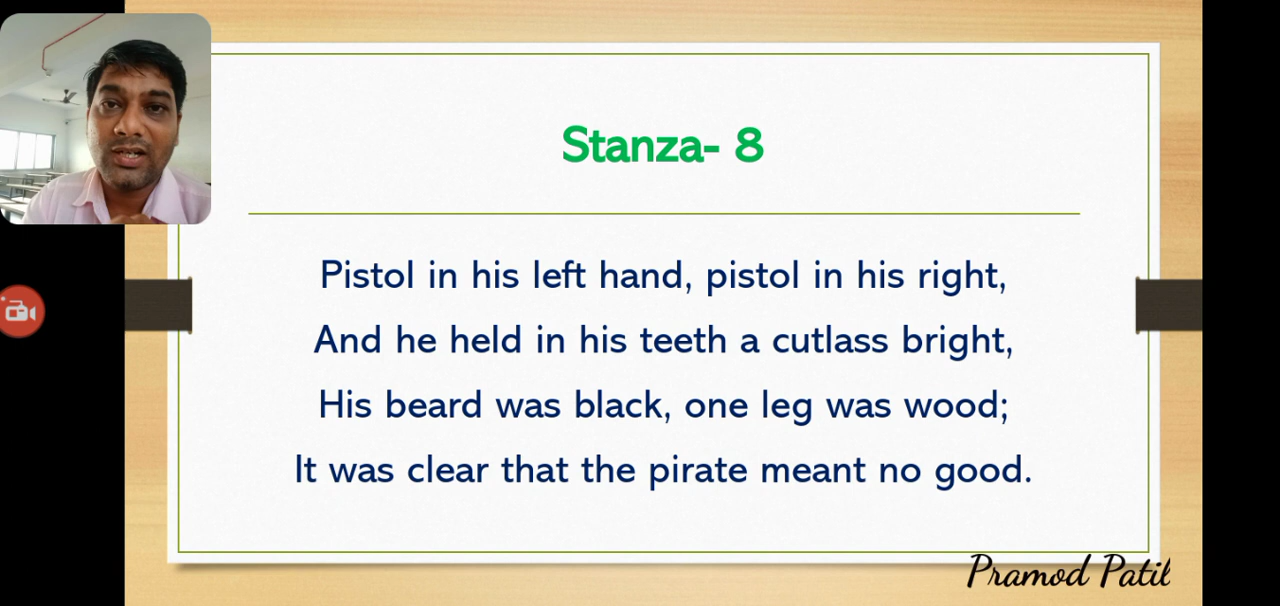 Stanza- 8
Pistol in his left hand, pistol in his right,
And he held in his teeth a cutlass bright,
His beard was black, one leg was wood;
It was clear that the pirate meant no good.
Pramod Patil